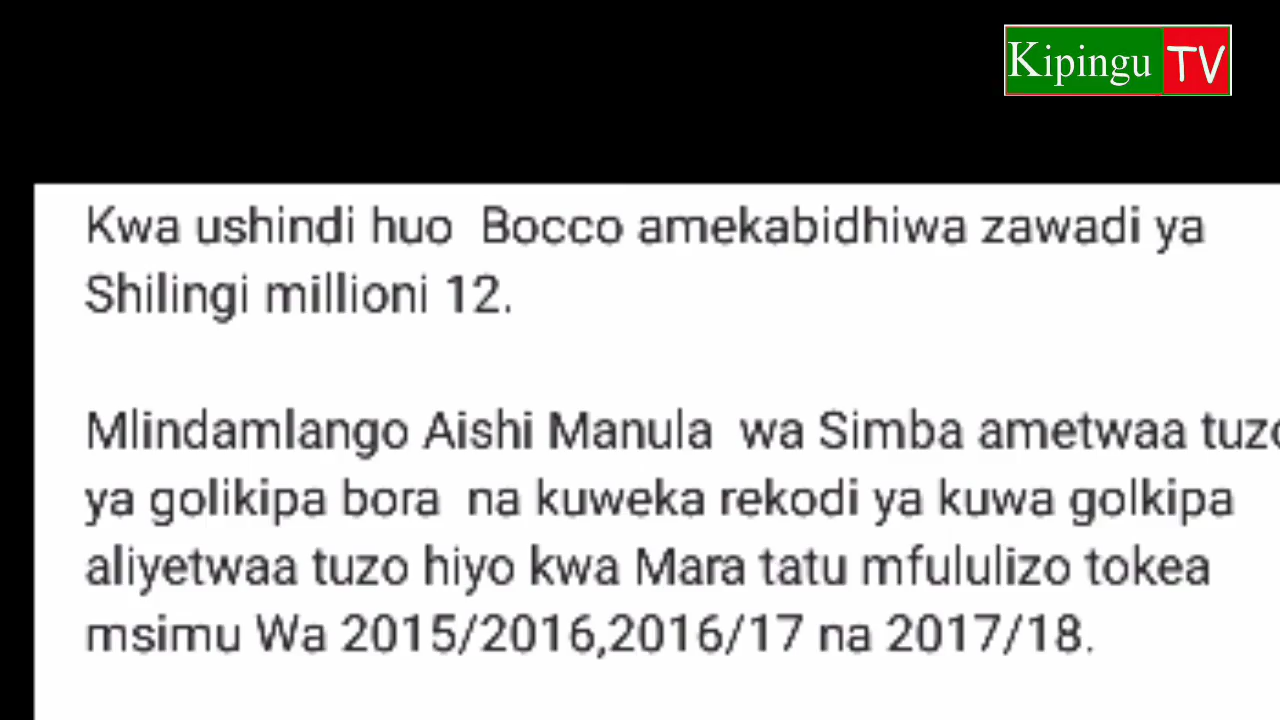 Kipingu TV
Kwa ushindi huo Bocco amekabidhiwa zawadi ya
Shilingi millioni 12.
Mlindamlango Aishi Manula wa Simba ametwaa tuzo
ya golikipa bora na kuweka rekodi ya kuwa golkipa
aliyetwaa tuzo hiyo kwa Mara tatu mfululizo tokea
msimu Wa 2015/2016,2016/17 na 2017/18.